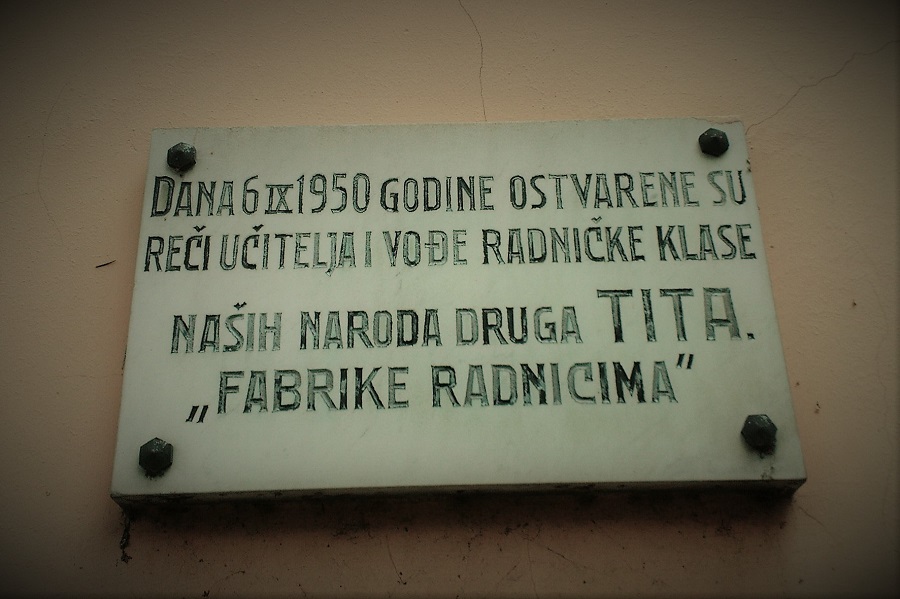 DANA 6 IX 1950 GODINE OSTVARENE SU
REČI UČITELJA I VOĐE RADNIČKE KLASE
NAŠIH NARODA DRUGA TITA.
„FABRIKE RADNICIMA”